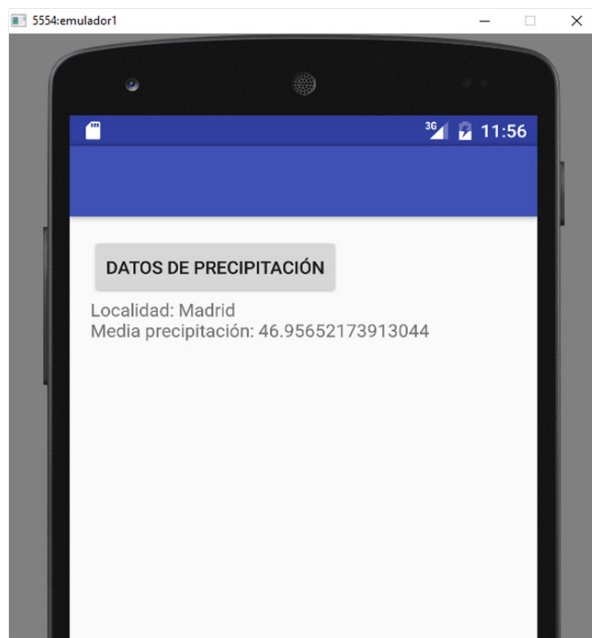 5554:emulador1
3G 11:56
DATOS DE PRECIPITACIÓN
Localidad: Madrid
Media precipitación: 46.95652173913044